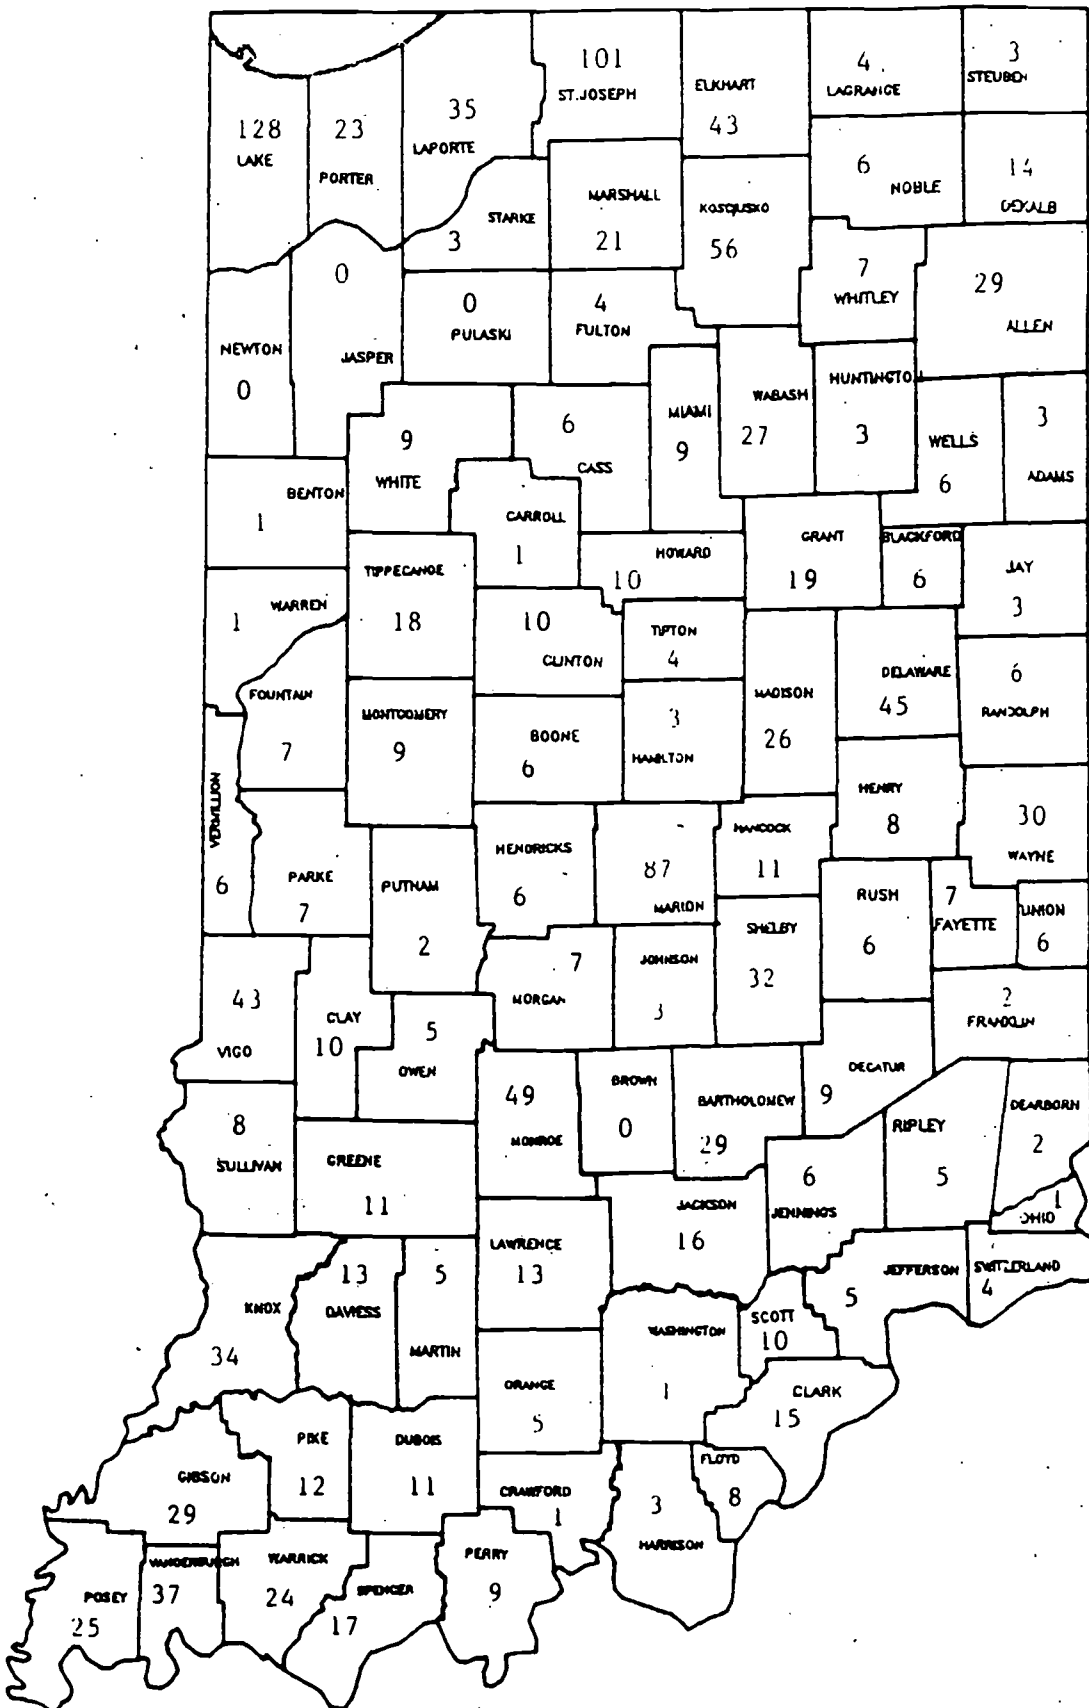 101
ST. JOSEPH
ELKHART
43
4
LAGRANGE
3
STEUBEN
128
LAKE
23
PORTER
35
LAPORTE
STARKE
3
MARSHALL
21
KOSCIUSKO
56
6
NOBLE
14
DEKALB
7
WHITLEY
29
ALLEN
NEWTON
0
0
JASPER
0
PULASKI
4
FULTON
MIAMI
9
WABASH
27
HUNTINGTON
3
WELLS
6
3
ADAMS
9
WHITE
6
CASS
BENTON
1
CARROLL
1
HOWARD
10
GRANT
19
BLACKFORD
6
JAY
3
1
WARREN
TIPPECANOE
18
10
CLINTON
TIPTON
4
MADISON
26
DELAWARE
45
6
RANDOLPH
FOUNTAIN
7
MONTGOMERY
9
BOONE
6
3
HAMILTON
HENRY
8
30
WAYNE
VERMILLION
6
PARKE
7
PUTNAM
2
HENDRICKS
6
87
MARION
HANCOCK
11
RUSH
6
7
FAYETTE
UNION
6
43
VIGO
CLAY
10
5
OWEN
7
MORGAN
JOHNSON
3
SHELBY
32
2
FRANKLIN
8
SULLIVAN
GREENE
11
49
MONROE
BROWN
0
BARTHOLOMEW
29
DECATUR
9
RIPLEY
5
DEARBORN
2
1
OHIO
6
JENNINGS
JACKSON
16
LAWRENCE
13
KNOX
34
13
DAVIESS
5
MARTIN
ORANGE
5
WASHINGTON
1
SCOTT
10
JEFFERSON
5
SWITZERLAND
4
CLARK
15
FLOYD
8
3
HARRISON
CRAWFORD
1
DUBOIS
11
PIKE
12
GIBSON
29
POSEY
25
VANDERBURGH
37
WARRICK
24
SPENCER
17
PERRY
9